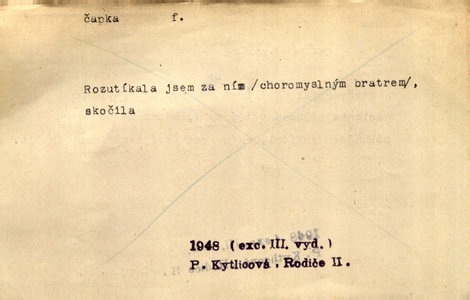 čapka f.
Rozutíkala jsem za ním /choromyslným bratrem/,
skočila
1948 (exc. III. vyd.)
P. Kytlicová, Rodiče II.